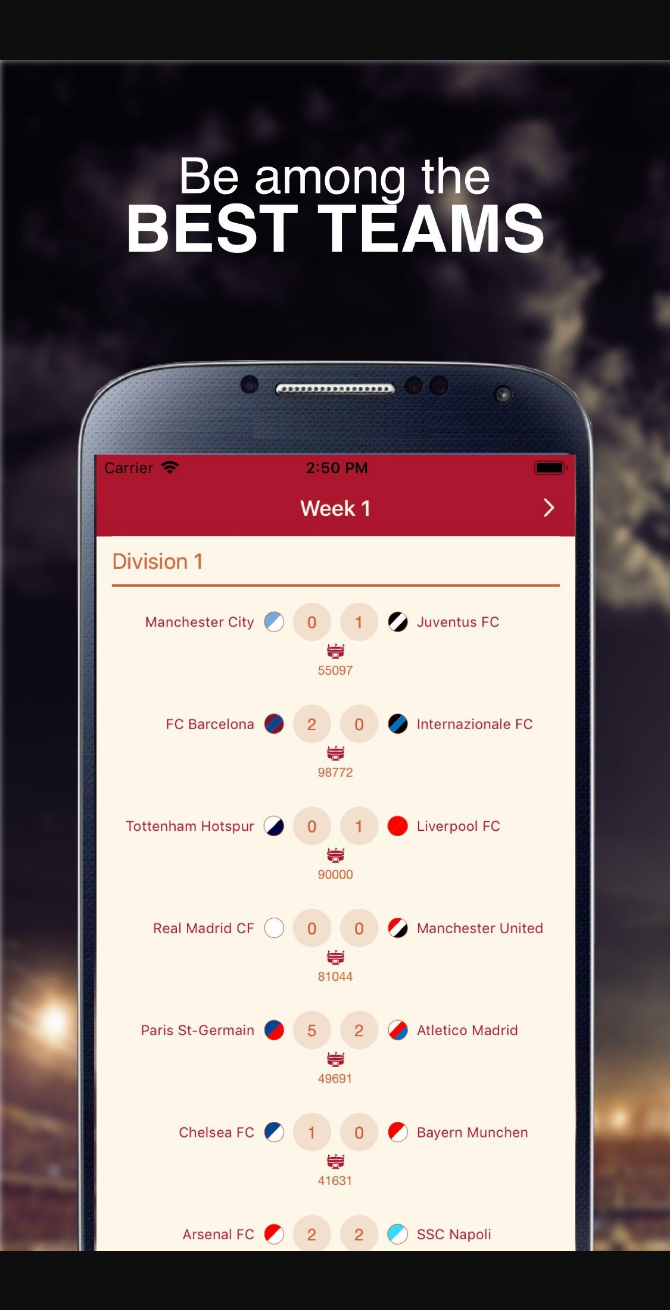 Be among the
BEST TEAMS
Carrier 2:50 PM
Week 1
Division 1
Manchester City 0 1 Juventus FC
55097
FC Barcelona 2 0 Internazionale FC
98772
Tottenham Hotspur 0 1 Liverpool FC
90000
Real Madrid CF 0 0 Manchester United
81044
Paris St-Germain 5 2 Atletico Madrid
49691
Chelsea FC 1 0 Bayern Munchen
41631
Arsenal FC 2 2 SSC Napoli